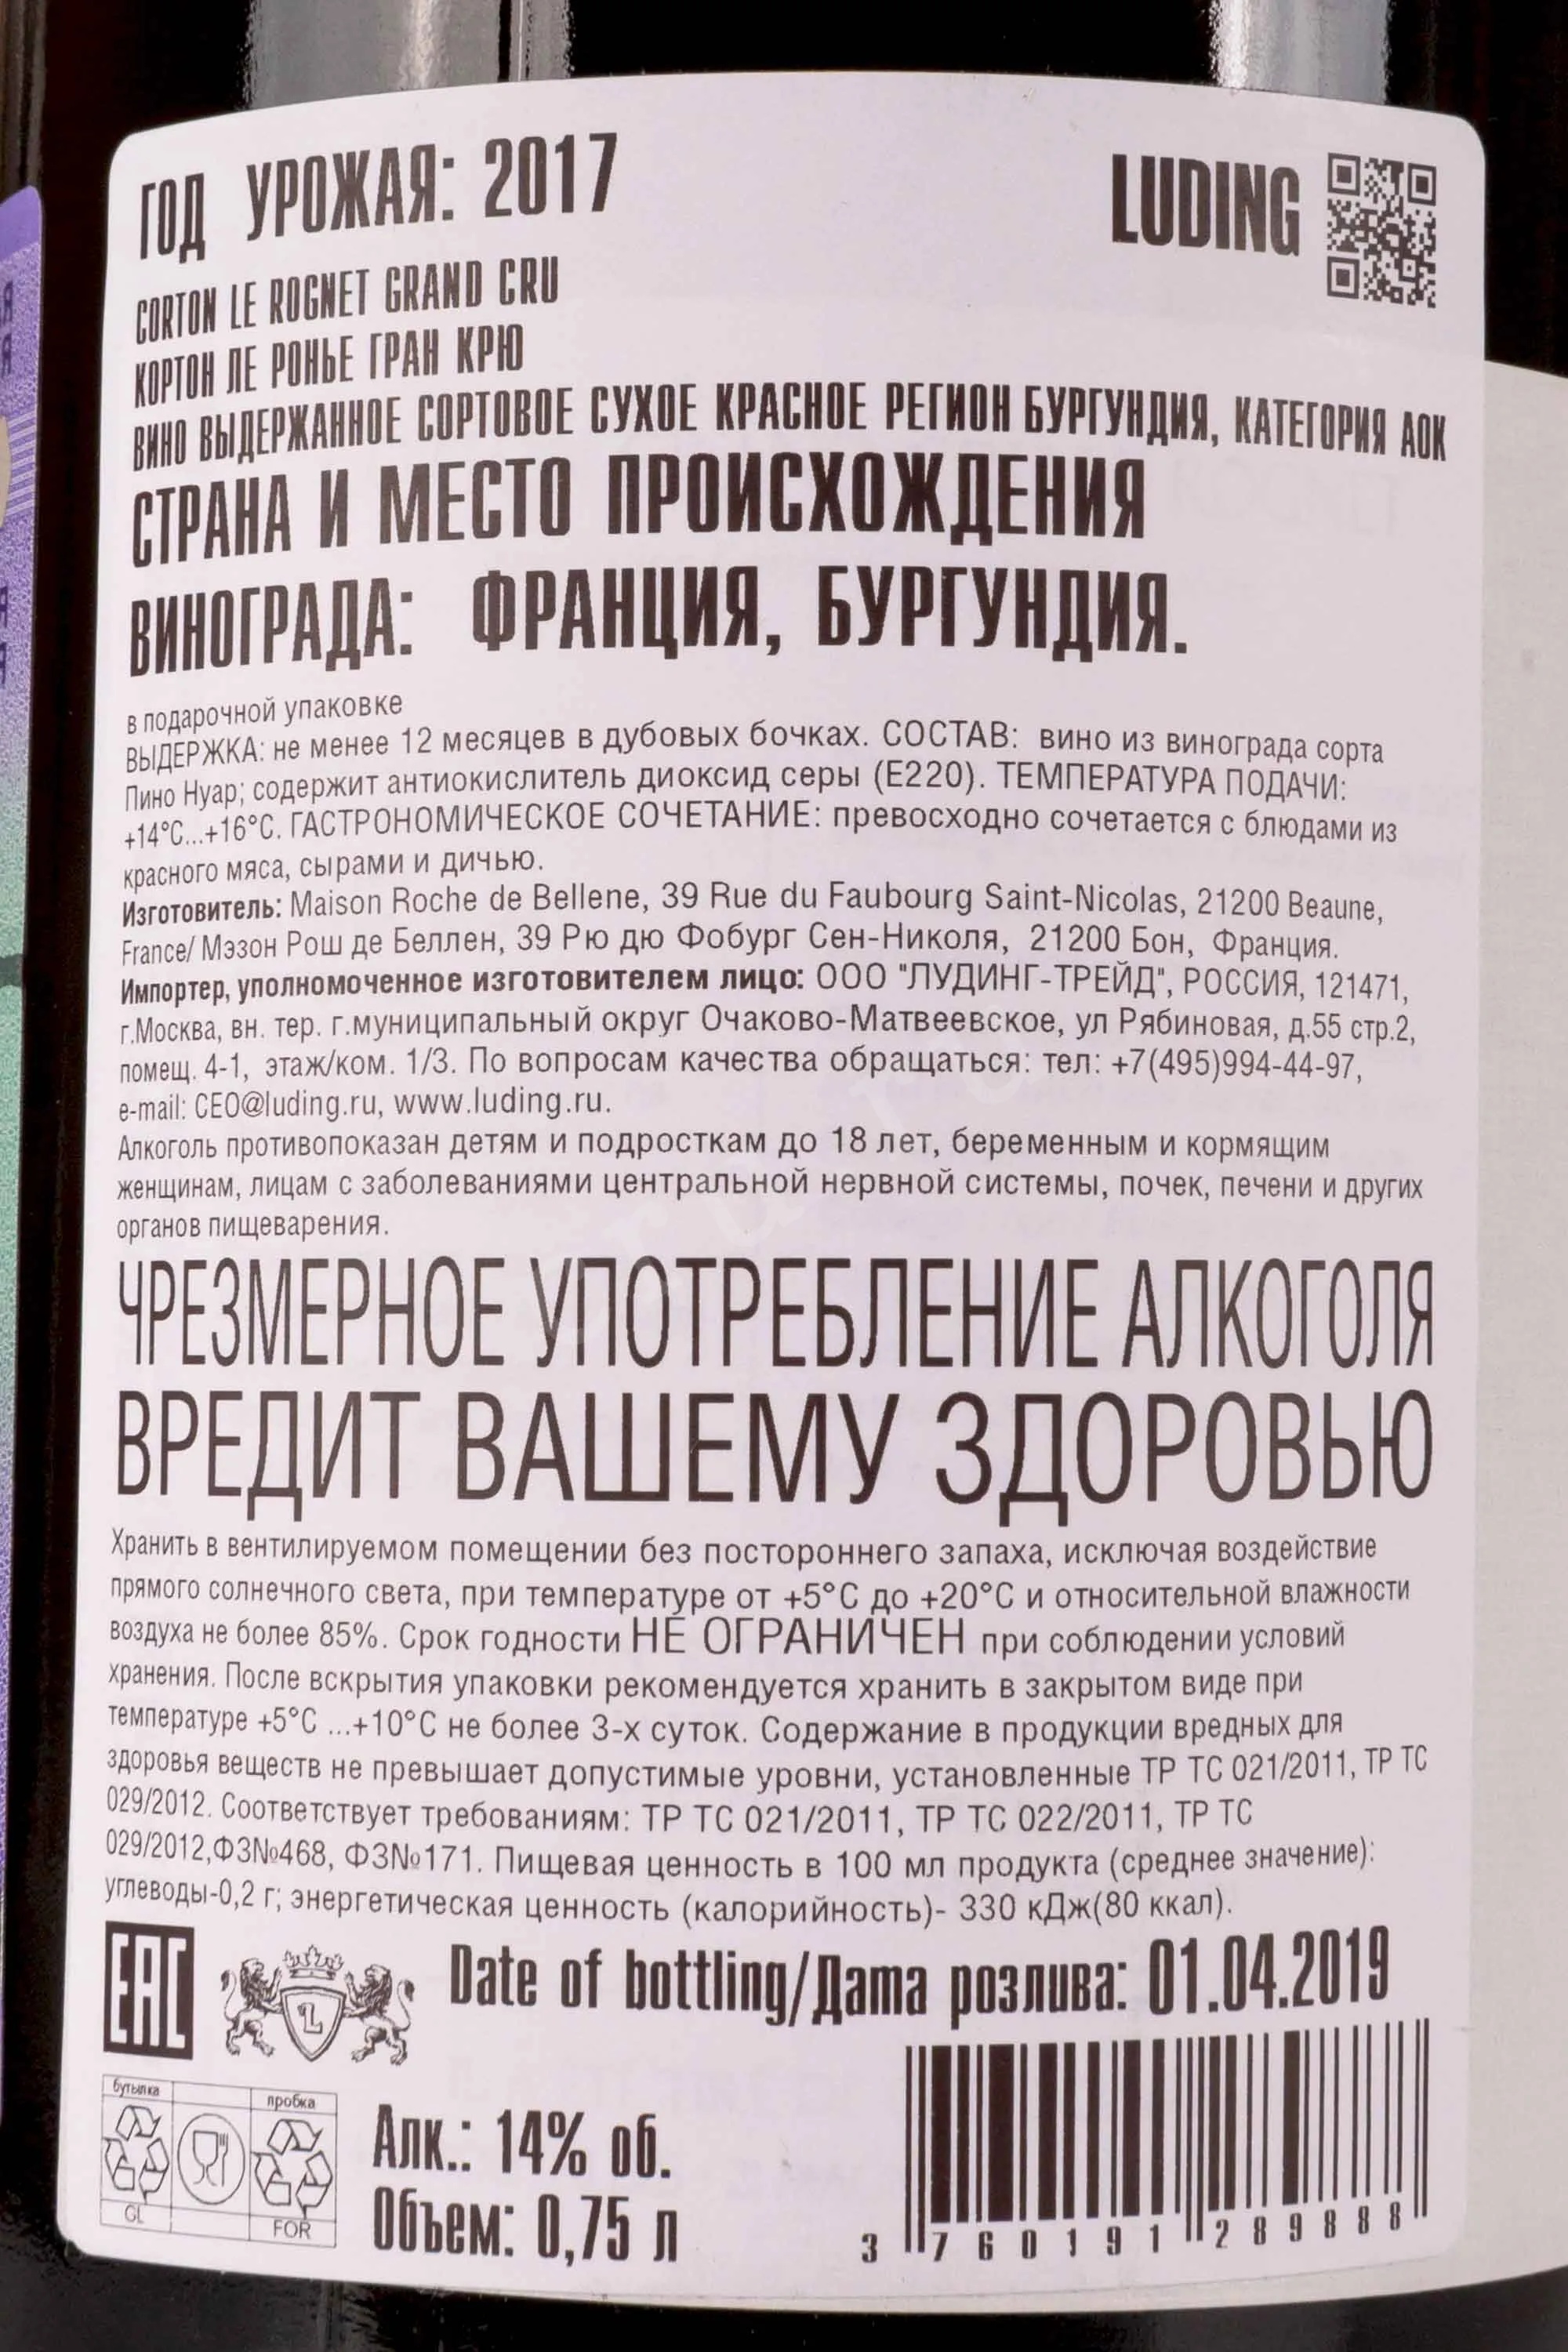 ГОД УРОЖАЯ: 2017
LUDING
CORTON LE ROGNET GRAND CRU
КОРТОН ЛЕ РОНЬЕ ГРАН КРЮ
ВИНО ВЫДЕРЖАННОЕ СОРТОВОЕ СУХОЕ КРАСНОЕ РЕГИОН БУРГУНДИЯ, КАТЕГОРИЯ АОК
СТРАНА И МЕСТО ПРОИСХОЖДЕНИЯ
ВИНОГРАДА: ФРАНЦИЯ, БУРГУНДИЯ.
в подарочной упаковке
ВЫДЕРЖКА: не менее 12 месяцев в дубовых бочках. СОСТАВ: вино из винограда сорта
Пино Нуар; содержит антиокислитель диоксид серы (Е220). ТЕМПЕРАТУРА ПОДАЧИ:
+14°С...+16°С. ГАСТРОНОМИЧЕСКОЕ СОЧЕТАНИЕ: превосходно сочетается с блюдами из
красного мяса, сырами и дичью.
Изготовитель: Maison Roche de Bellene, 39 Rue du Faubourg Saint-Nicolas, 21200 Beaune,
France/ Мэзон Рош де Беллен, 39 Рю дю Фобург Сен-Николя, 21200 Бон, Франция.
Импортер, уполномоченное изготовителем лицо: ООО "ЛУДИНГ-ТРЕЙД", РОССИЯ, 121471,
г.Москва, вн. тер. г.муниципальный округ Очаково-Матвеевское, ул Рябиновая, д.55 стр.2,
помещ. 4-1, этаж/ком. 1/3. По вопросам качества обращаться: тел: +7(495)994-44-97,
e-mail: CEO@luding.ru, www.luding.ru.
Алкоголь противопоказан детям и подросткам до 18 лет, беременным и кормящим
женщинам, лицам с заболеваниями центральной нервной системы, почек, печени и других
органов пищеварения.
ЧРЕЗМЕРНОЕ УПОТРЕБЛЕНИЕ АЛКОГОЛЯ
ВРЕДИТ ВАШЕМУ ЗДОРОВЬЮ
Хранить в вентилируемом помещении без постороннего запаха, исключая воздействие
прямого солнечного света, при температуре от +5°С до +20°С и относительной влажности
воздуха не более 85%. Срок годности НЕ ОГРАНИЧЕН при соблюдении условий
хранения. После вскрытия упаковки рекомендуется хранить в закрытом виде при
температуре +5°С ...+10°С не более 3-х суток. Содержание в продукции вредных для
здоровья веществ не превышает допустимые уровни, установленные ТР ТС 021/2011, ТР ТС
029/2012. Соответствует требованиям: ТР ТС 021/2011, ТР ТС 022/2011, ТР ТС
029/2012,ФЗ№468, ФЗ№171. Пищевая ценность в 100 мл продукта (среднее значение):
углеводы-0,2 г; энергетическая ценность (калорийность)- 330 кДж(80 ккал).
EAC
L
Date of bottling/Дата розлива: 01.04.2019
бутылка
пробка
GL
FOR
Алк.: 14% об.
Объем: 0,75 л
3 760191 289888